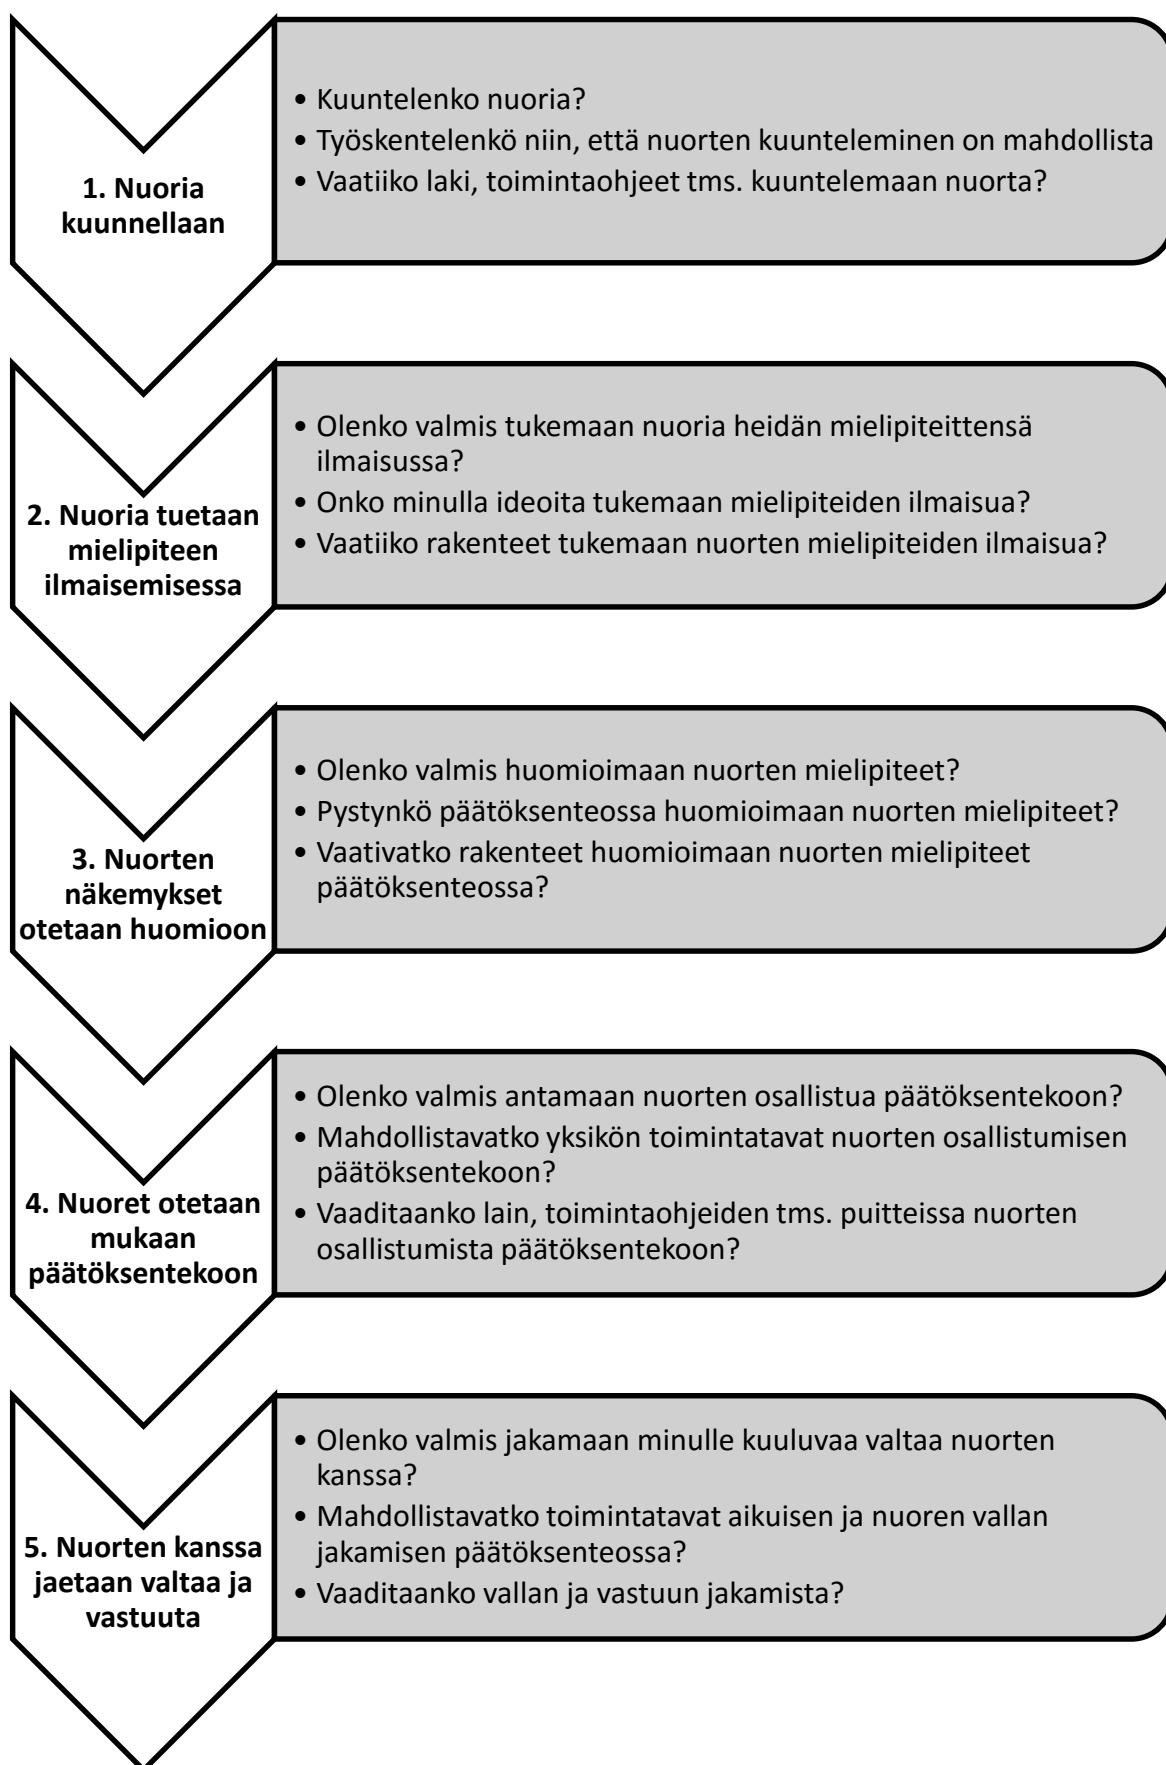 1. Nuoria
kuunnellaan
• Kuuntelenko nuoria?
• Työskentelenkö niin, että nuorten kuunteleminen on mahdollista
• Vaatiiko laki, toimintaohjeet tms. kuuntelemaan nuorta?
2. Nuoria tuetaan
mielipiteen
ilmaisemisessa
• Olenko valmis tukemaan nuoria heidän mielipiteittensä
ilmaisussa?
• Onko minulla ideoita tukemaan mielipiteiden ilmaisua?
• Vaatiiko rakenteet tukemaan nuorten mielipiteiden ilmaisua?
3. Nuorten
näkemykset
otetaan huomioon
• Olenko valmis huomioimaan nuorten mielipiteet?
• Pystynkö päätöksenteossa huomioimaan nuorten mielipiteet?
• Vaativatko rakenteet huomioimaan nuorten mielipiteet
päätöksenteossa?
4. Nuoret otetaan
mukaan
päätöksentekoon
• Olenko valmis antamaan nuorten osallistua päätöksentekoon?
• Mahdollistavatko yksikön toimintatavat nuorten osallistumisen
päätöksentekoon?
• Vaaditaanko lain, toimintaohjeiden tms. puitteissa nuorten
osallistumista päätöksentekoon?
5. Nuorten kanssa
jaetaan valtaa ja
vastuuta
• Olenko valmis jakamaan minulle kuuluvaa valtaa nuorten
kanssa?
• Mahdollistavatko toimintatavat aikuisen ja nuoren vallan
jakamisen päätöksenteossa?
• Vaaditaanko vallan ja vastuun jakamista?